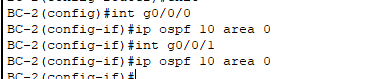 BC-2(config)#int g0/0/0
BC-2(config-if)#ip ospf 10 area 0
BC-2(config-if)#int g0/0/1
BC-2(config-if)#ip ospf 10 area 0
BC-2(config-if)#